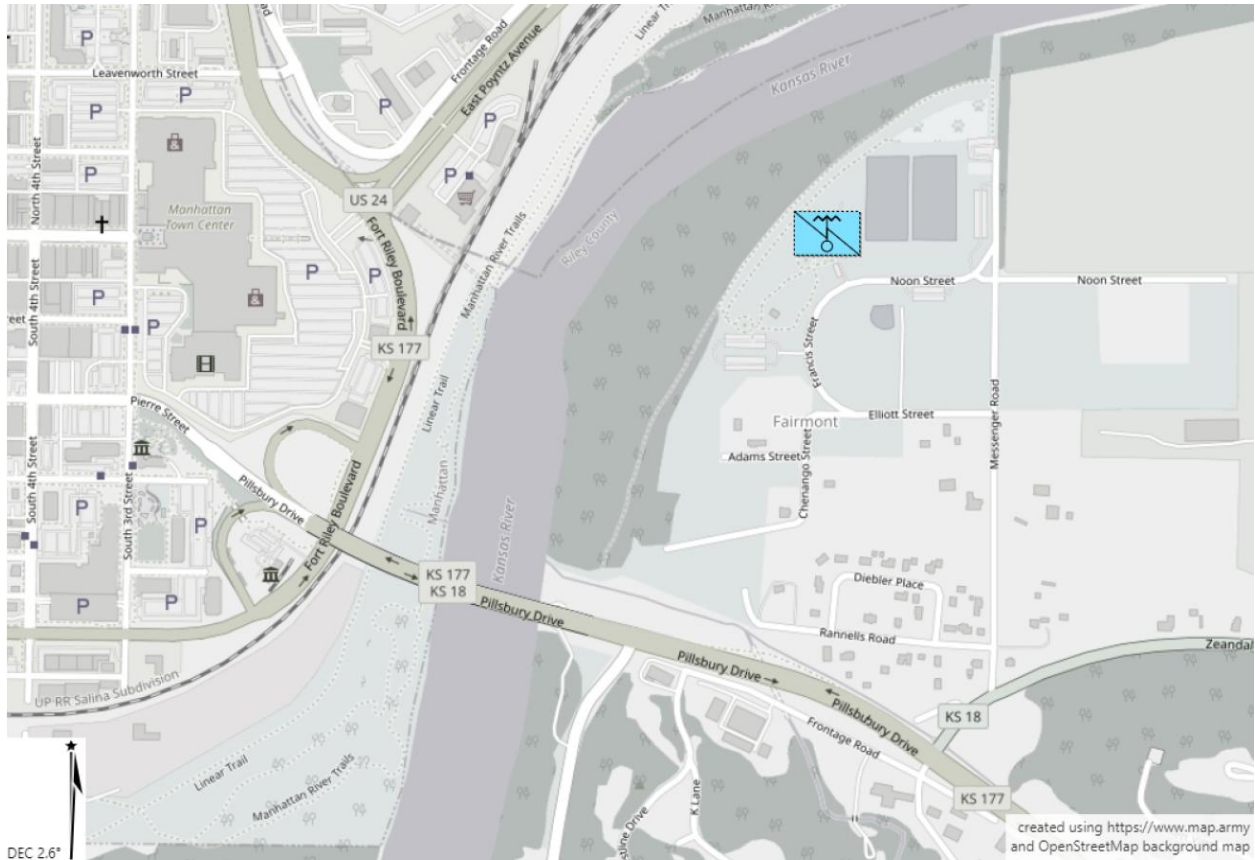 Leavenworth Street
Frontage Road
East Poyntz Avenue
Linear Trail
Kansas River
North 4th Street
P
P
P
P
P
P
Manhattan
Town Center
US 24
Manhattan River Trails
Riley County
Fort Riley Boulevard
P
P
P
P
South 4th Street
KS 177
Noon Street
Noon Street
Francis Street
Linear Trail
Pierre Street
Elliott Street
Fairmont
Messenger Road
Adams Street
Chenango Street
Manhattan
Pillsbury Drive
Fort Riley Boulevard
South 4th Street
South 3rd Street
P
P
P
P
Kansas River
KS 177
KS 18
Pillsbury Drive
Diebler Place
Rannells Road
Zeandal
Pillsbury Drive
Pillsbury Drive
UP RR Salina Subdivision
KS 18
Frontage Road
Linear Trail
Manhattan River Trails
K Lane
stine Drive
KS 177
DEC 2.6°
created using https://www.map.army
and OpenStreetMap background map